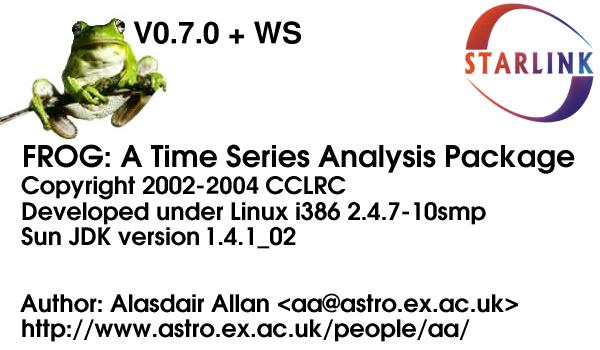 V0.7.0 + WS
STARLINK
FROG: A Time Series Analysis Package
Copyright 2002-2004 CCLRC
Developed under Linux i386 2.4.7-10smp
Sun JDK version 1.4.1_02
Author: Alasdair Allan <aa@astro.ex.ac.uk>
http://www.astro.ex.ac.uk/people/aa/